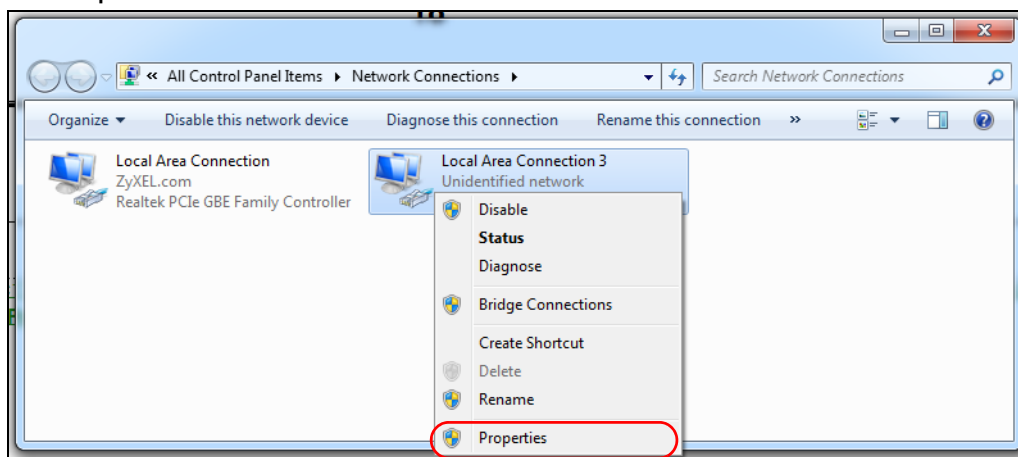 « All Control Panel Items ▸ Network Connections ▸ Search Network Connections
Organize ▾ Disable this network device Diagnose this connection Rename this connection »
Local Area Connection
ZyXEL.com
Realtek PCIe GBE Family Controller
Local Area Connection 3
Unidentified network
Disable
Status
Diagnose
Bridge Connections
Create Shortcut
Delete
Rename
Properties